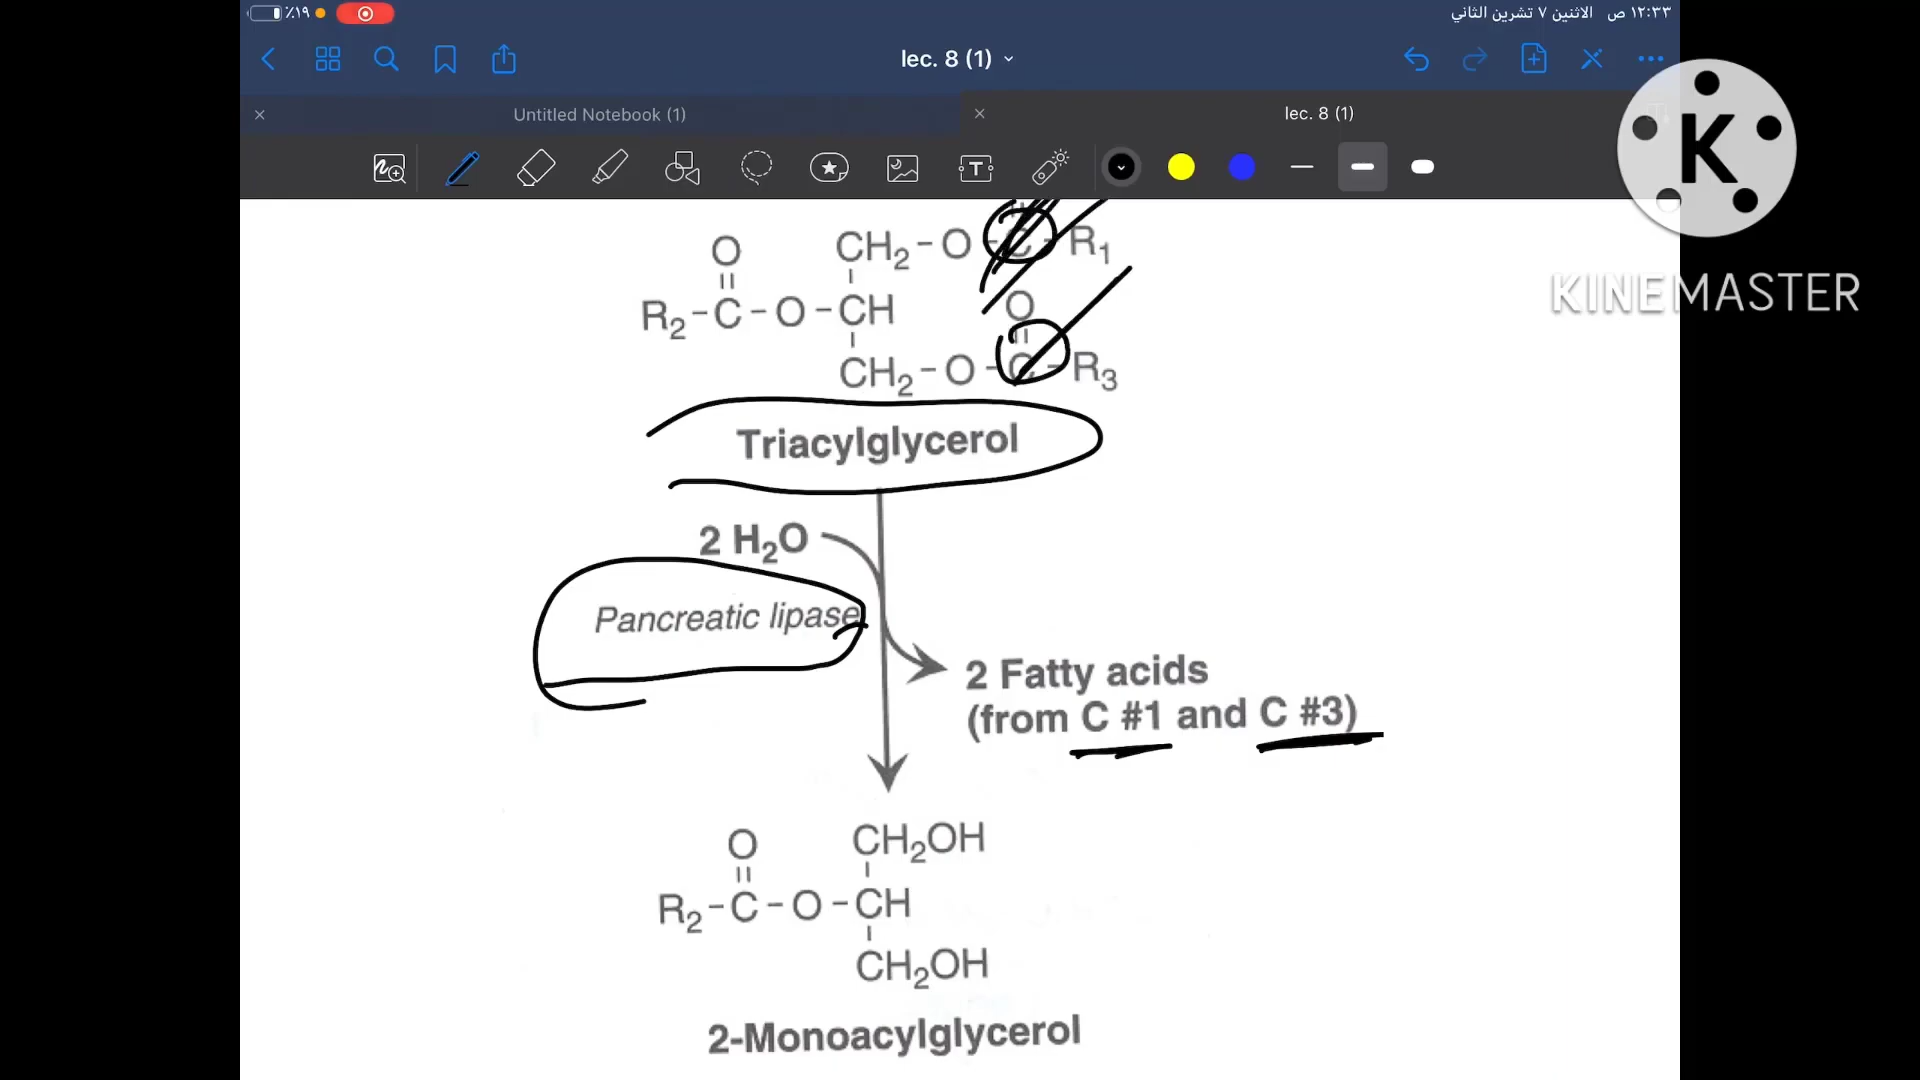 ٪١٩
١٢:٣٣ ص الاثنين ٧ تشرين الثاني
lec. 8 (1)
Untitled Notebook (1)
lec. 8 (1)
T
K
KINEMASTER
O CH2-O-C-R1
R2-C-O-CH O
CH2-O-C-R3
Triacylglycerol
2 H2O
Pancreatic lipase
2 Fatty acids
(from C #1 and C #3)
O CH2OH
R2-C-O-CH
CH2OH
2-Monoacylglycerol